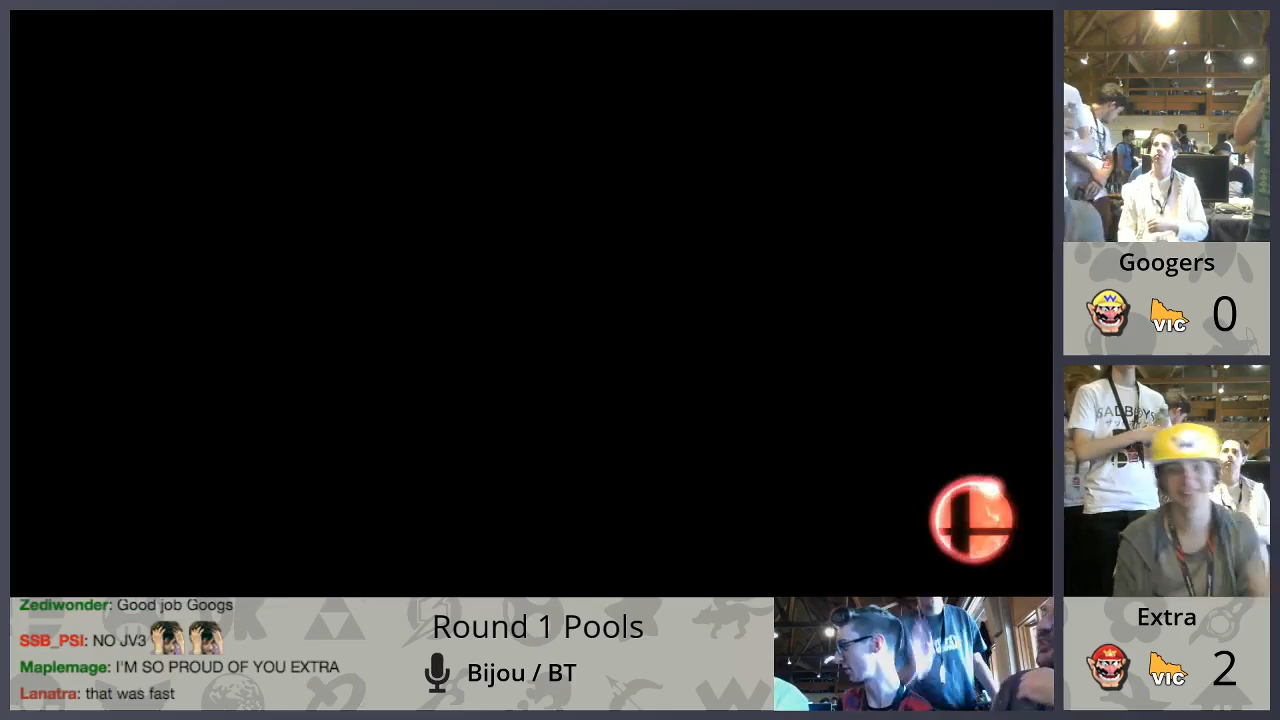 Googers
VIC 0
SADBOYS
Extra
VIC 2
Zediwonder: Good job Googs
SSB_PSI: NO JV3
Maplemage: I'M SO PROUD OF YOU EXTRA
Lanatra: that was fast
Round 1 Pools
Bijou / BT